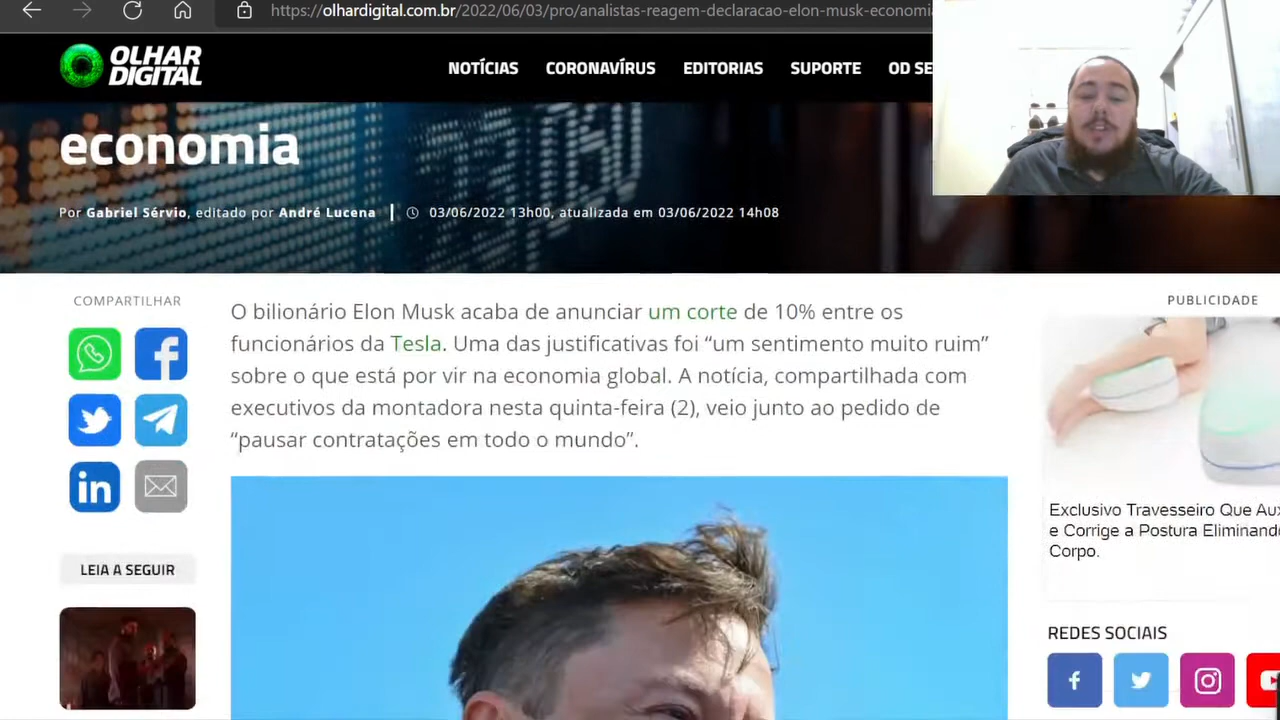 https://olhardigital.com.br/2022/06/03/pro/analistas-reagem-declaracao-elon-musk-economi
OLHAR
DIGITAL
NOTÍCIAS CORONAVÍRUS EDITORIAS SUPORTE OD SE
economia
Por Gabriel Sérvio, editado por André Lucena | 03/06/2022 13h00, atualizada em 03/06/2022 14h08
COMPARTILHAR
O bilionário Elon Musk acaba de anunciar um corte de 10% entre os
funcionários da Tesla. Uma das justificativas foi “um sentimento muito ruim”
sobre o que está por vir na economia global. A notícia, compartilhada com
executivos da montadora nesta quinta-feira (2), veio junto ao pedido de
“pausar contratações em todo o mundo”.
LEIA A SEGUIR
PUBLICIDADE
Exclusivo Travesseiro Que Aux
e Corrige a Postura Eliminand
Corpo.
REDES SOCIAIS